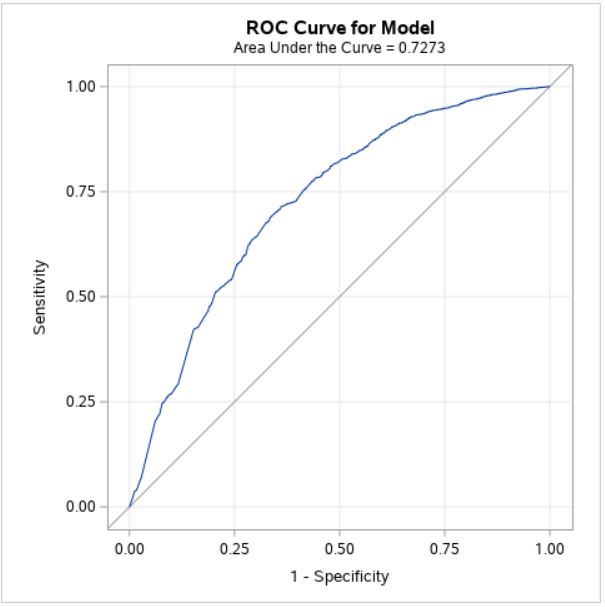 ROC Curve for Model
Area Under the Curve = 0.7273
1.00
0.75
0.50
0.25
0.00
Sensitivity
0.00 0.25 0.50 0.75 1.00
1 - Specificity